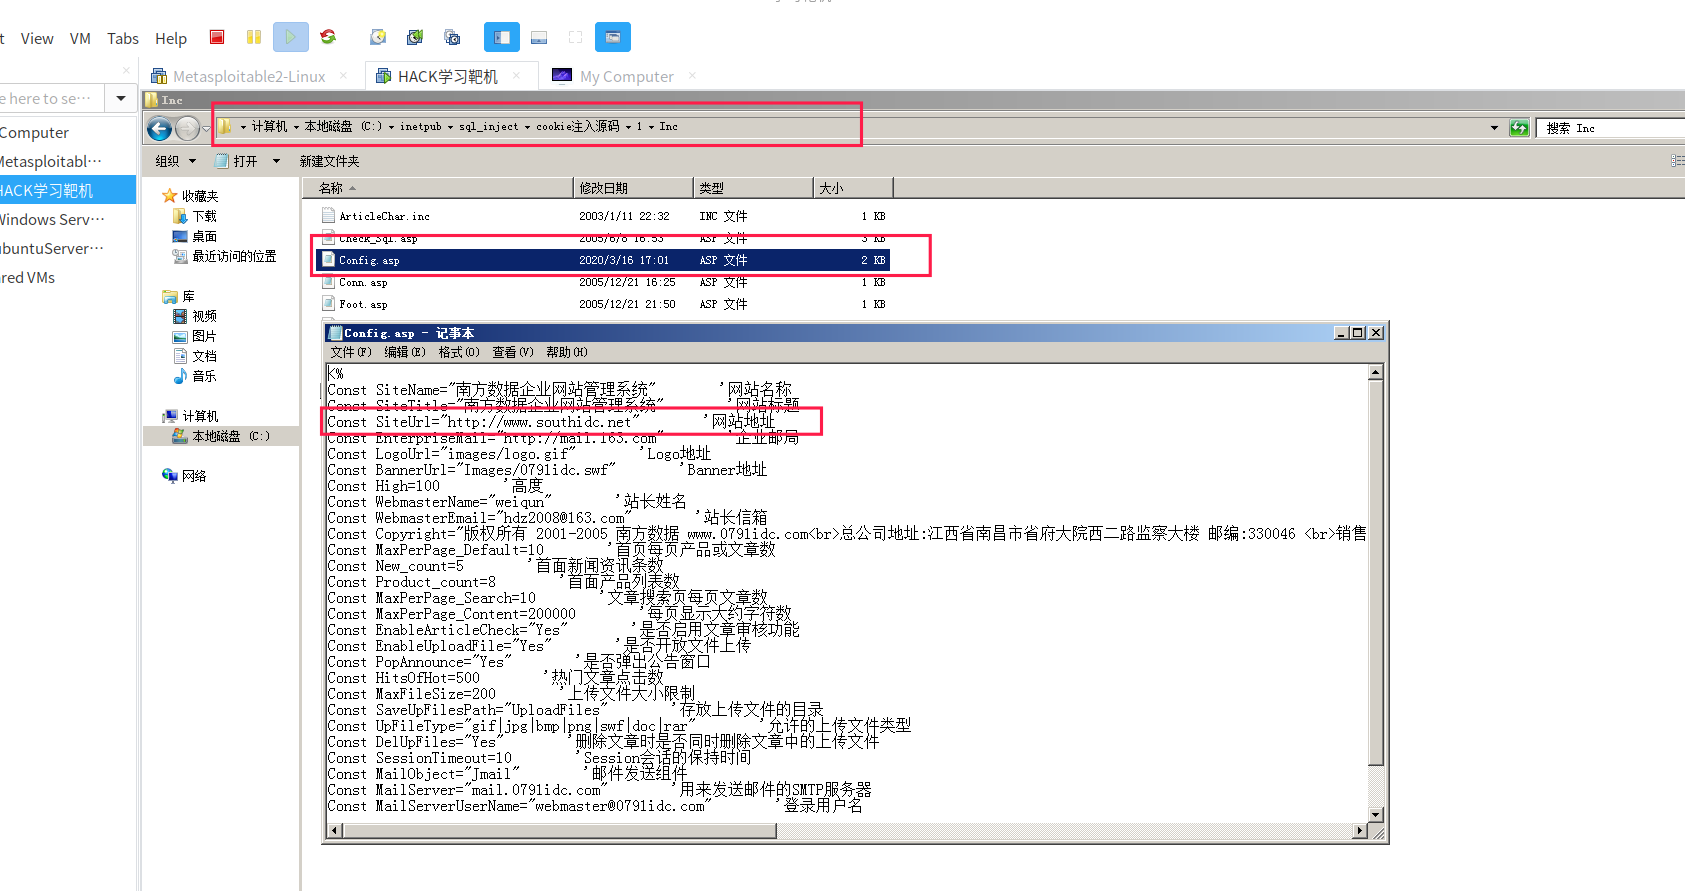 View VM Tabs Help
Metasploitable2-Linux × HACK学习靶机 × My Computer ×
e here to se···
Computer
Metasploitabl···
HACK学习靶机
Windows Serv···
ubuntuServer···
red VMs
Inc
计算机 本地磁盘 (C:) inetpub sql_inject cookie注入源码 1 Inc
搜索 Inc
组织 打开 新建文件夹
收藏夹
下载
桌面
最近访问的位置
库
视频
图片
文档
音乐
计算机
本地磁盘 (C:)
网络
名称 修改日期 类型 大小
ArticleChar.inc 2003/1/11 22:32 INC 文件 1 KB
Check_Sql.asp 2005/6/8 16:53 ASP 文件 3 KB
Config.asp 2020/3/16 17:01 ASP 文件 2 KB
Conn.asp 2005/12/21 16:25 ASP 文件 1 KB
Foot.asp 2005/12/21 21:50 ASP 文件 1 KB
Config.asp - 记事本
文件(F) 编辑(E) 格式(O) 查看(V) 帮助(H)
<%
Const SiteName="南方数据企业网站管理系统" '网站名称
Const SiteTitle="南方数据企业网站管理系统" '网站标题
Const SiteUrl="http://www.southidc.net" '网站地址
Const EnterpriseMail="http://mail.163.com" '企业邮局
Const LogoUrl="images/logo.gif" 'Logo地址
Const BannerUrl="Images/0791idc.swf" 'Banner地址
Const High=100 '高度
Const WebmasterName="weiqun" '站长姓名
Const WebmasterEmail="hdz2008@163.com" '站长信箱
Const Copyright="版权所有 2001-2005 南方数据 www.0791idc.com<br>总公司地址:江西省南昌市省府大院西二路监察大楼 邮编:330046 <br>销售
Const MaxPerPage_Default=10 '首页每页产品或文章数
Const New_count=5 '首面新闻资讯条数
Const Product_count=8 '首面产品列表数
Const MaxPerPage_Search=10 '文章搜索页每页文章数
Const MaxPerPage_Content=200000 '每页显示大约字符数
Const EnableArticleCheck="Yes" '是否启用文章审核功能
Const EnableUploadFile="Yes" '是否开放文件上传
Const PopAnnounce="Yes" '是否弹出公告窗口
Const HitsOfHot=500 '热门文章点击数
Const MaxFileSize=200 '上传文件大小限制
Const SaveUpFilesPath="UploadFiles" '存放上传文件的目录
Const UpFileType="gif|jpg|bmp|png|swf|doc|rar" '允许的上传文件类型
Const DelUpFiles="Yes" '删除文章时是否同时删除文章中的上传文件
Const SessionTimeout=10 'Session会话的保持时间
Const MailObject="Jmail" '邮件发送组件
Const MailServer="mail.0791idc.com" '用来发送邮件的SMTP服务器
Const MailServerUserName="webmaster@0791idc.com" '登录用户名